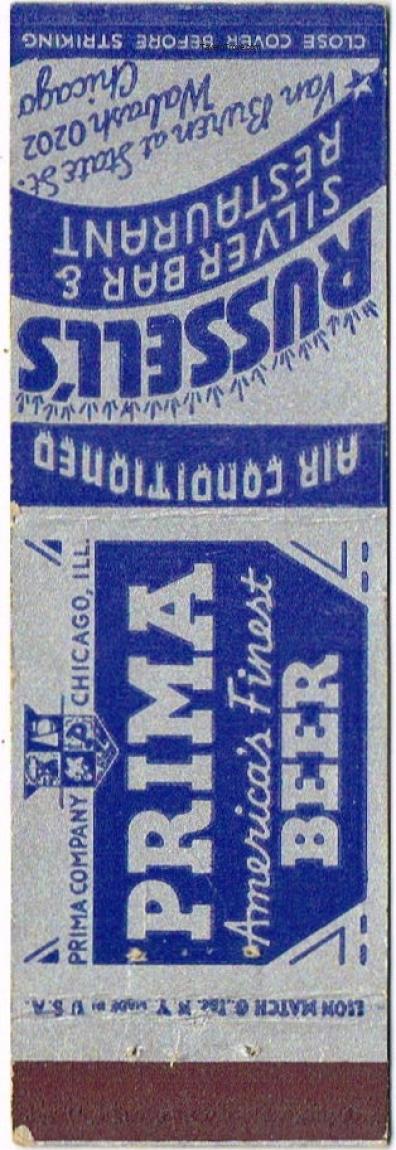 CLOSE COVER BEFORE STRIKING
Van Buren at State St.
Wabash 0202
Chicago
SILVER BAR &
RESTAURANT
RUSSELL'S
AIR CONDITIONED
PRIMA COMPANY CHICAGO, ILL.
PRIMA
America's Finest
BEER
LION MATCH Co., Inc. N.Y. MADE IN U.S.A.